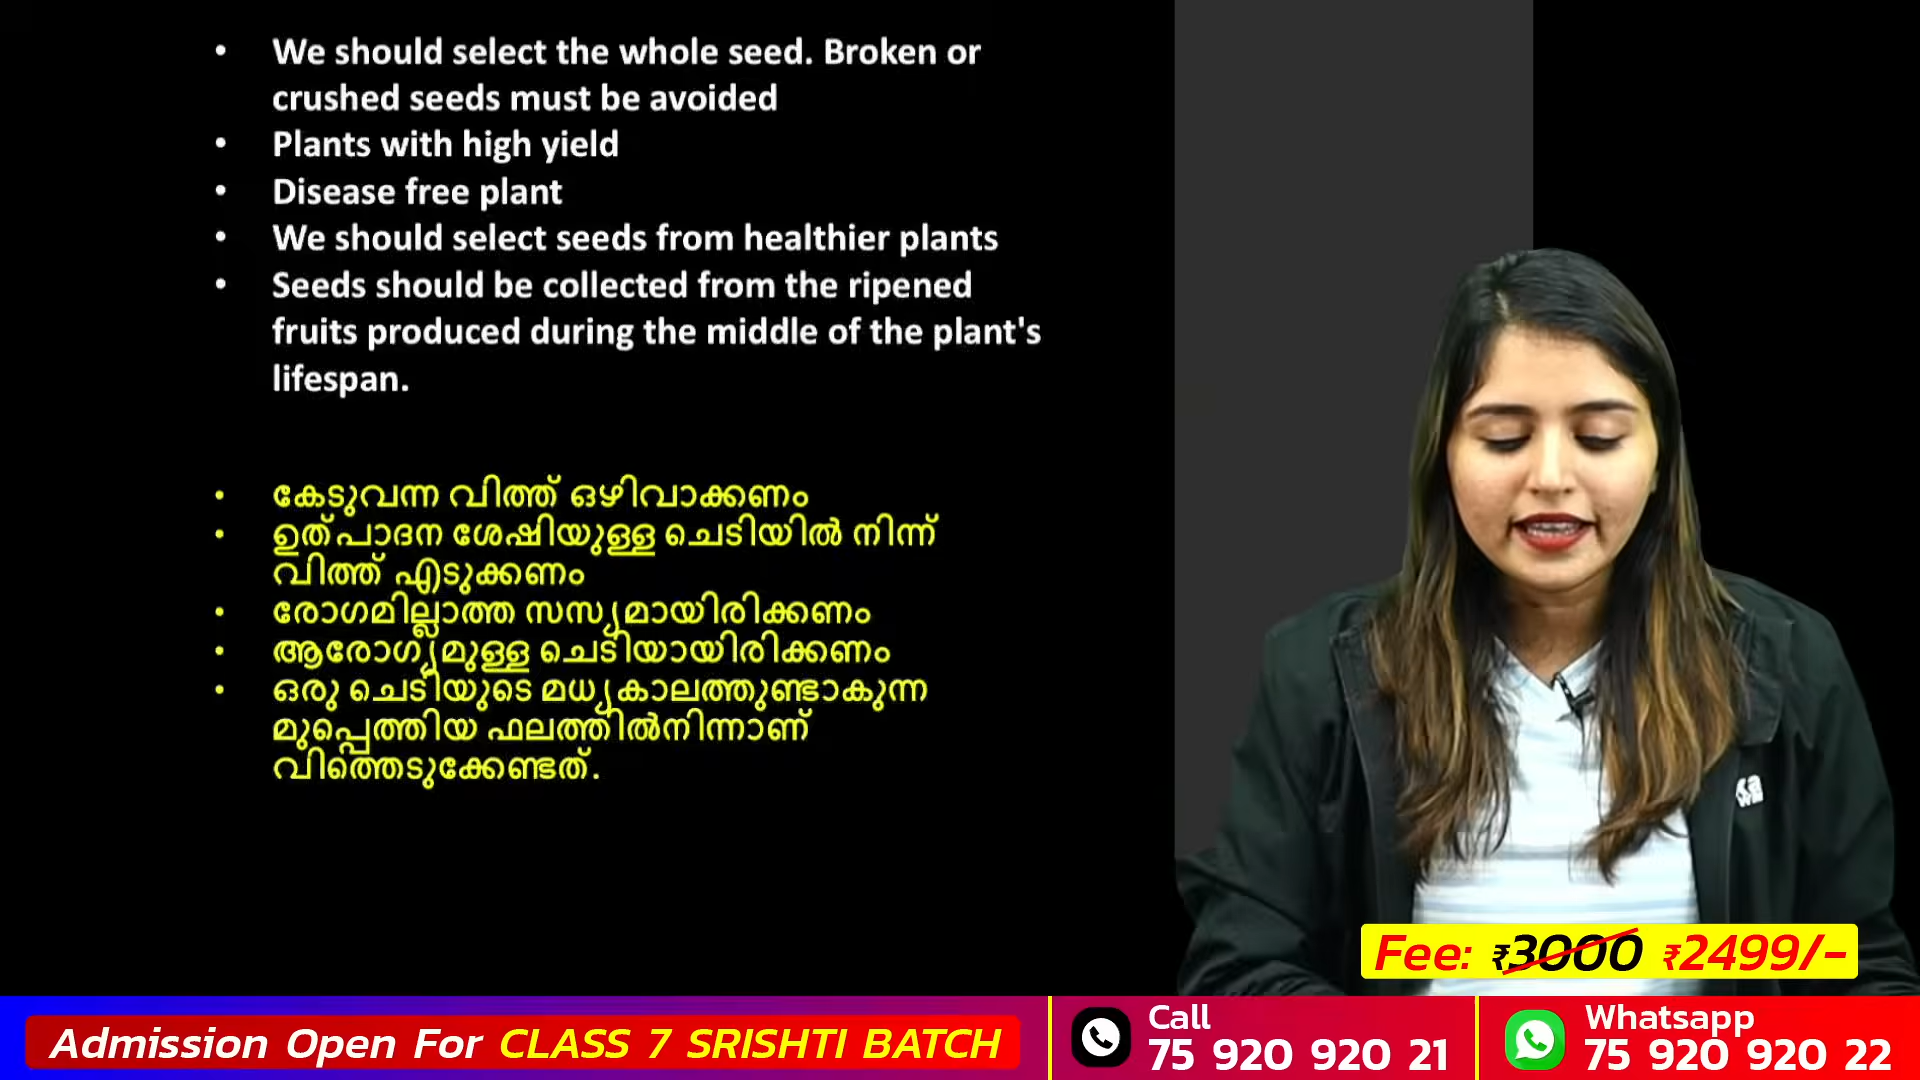 • We should select the whole seed. Broken or
crushed seeds must be avoided
• Plants with high yield
• Disease free plant
• We should select seeds from healthier plants
• Seeds should be collected from the ripened
fruits produced during the middle of the plant's
lifespan.
• കേടുവന്ന വിത്ത് ഒഴിവാക്കണം
• ഉത്പാദന ശേഷിയുള്ള ചെടിയിൽ നിന്ന്
വിത്ത് എടുക്കണം
• രോഗമില്ലാത്ത സസ്യമായിരിക്കണം
• ആരോഗ്യമുള്ള ചെടിയായിരിക്കണം
• ഒരു ചെടിയുടെ മധ്യകാലത്തുണ്ടാകുന്ന
മുപ്പെത്തിയ ഫലത്തിൽനിന്നാണ്
വിത്തെടുക്കേണ്ടത്.
Fee: ₹3000 ₹2499/-
Admission Open For CLASS 7 SRISHTI BATCH
Call
75 920 920 21
Whatsapp
75 920 920 22